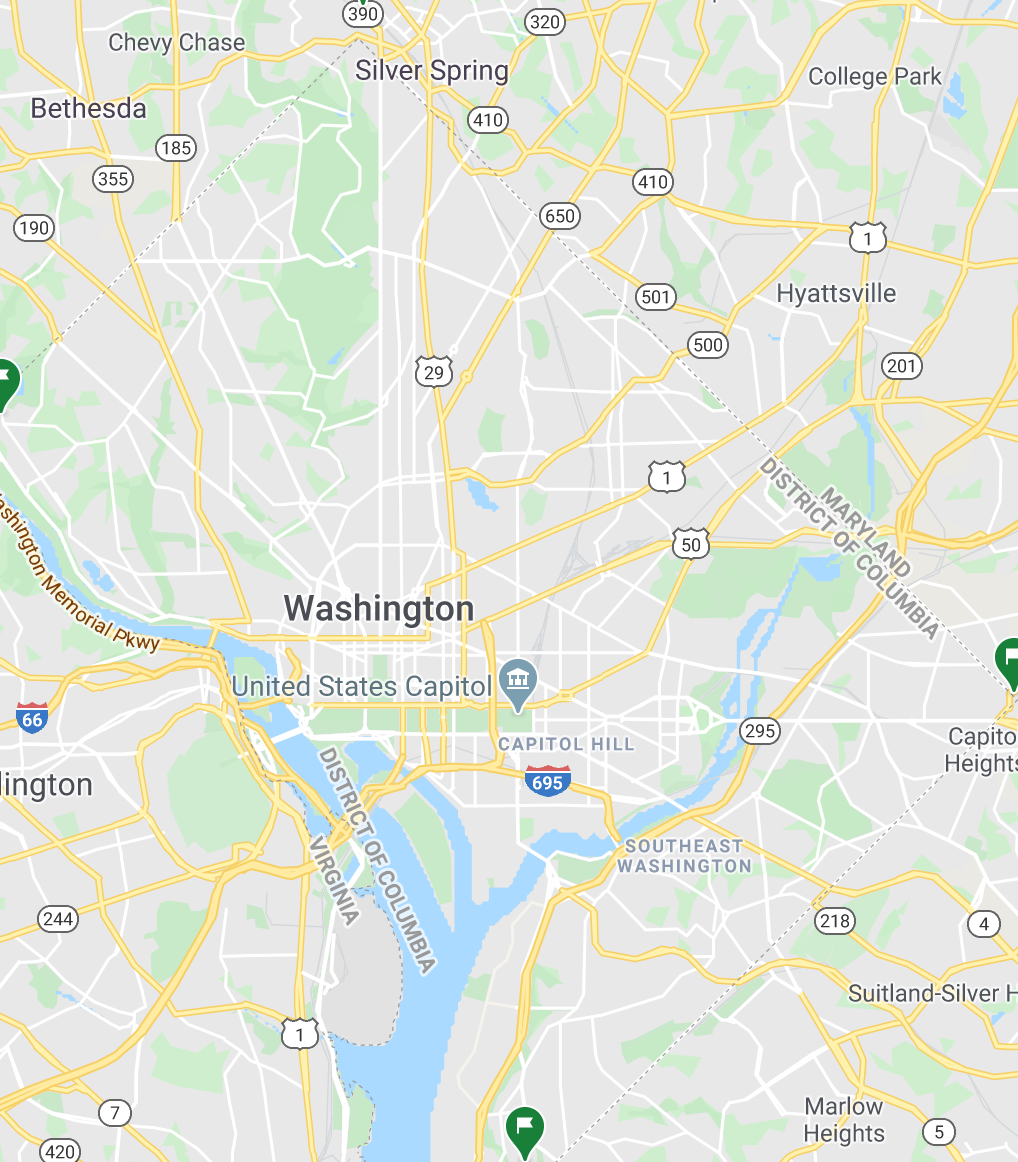 390
320
Chevy Chase
Silver Spring
College Park
Bethesda
410
185
355
410
190
650
1
501
Hyattsville
500
29
201
1
MARYLAND
DISTRICT OF COLUMBIA
50
Washington Memorial Pkwy
Washington
United States Capitol
66
295
CAPITOL HILL
Capito
Heights
695
lington
DISTRICT OF COLUMBIA
VIRGINIA
SOUTHEAST
WASHINGTON
244
218
4
Suitland-Silver H
1
7
Marlow
Heights
5
420